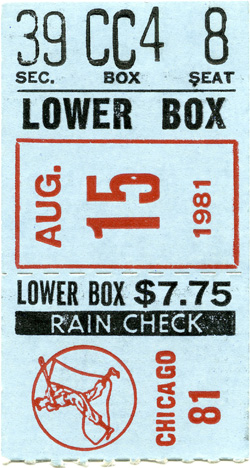 39 CC4 8
SEC. BOX SEAT
LOWER BOX
AUG. 15 1981
LOWER BOX $7.75
RAIN CHECK
CHICAGO 81